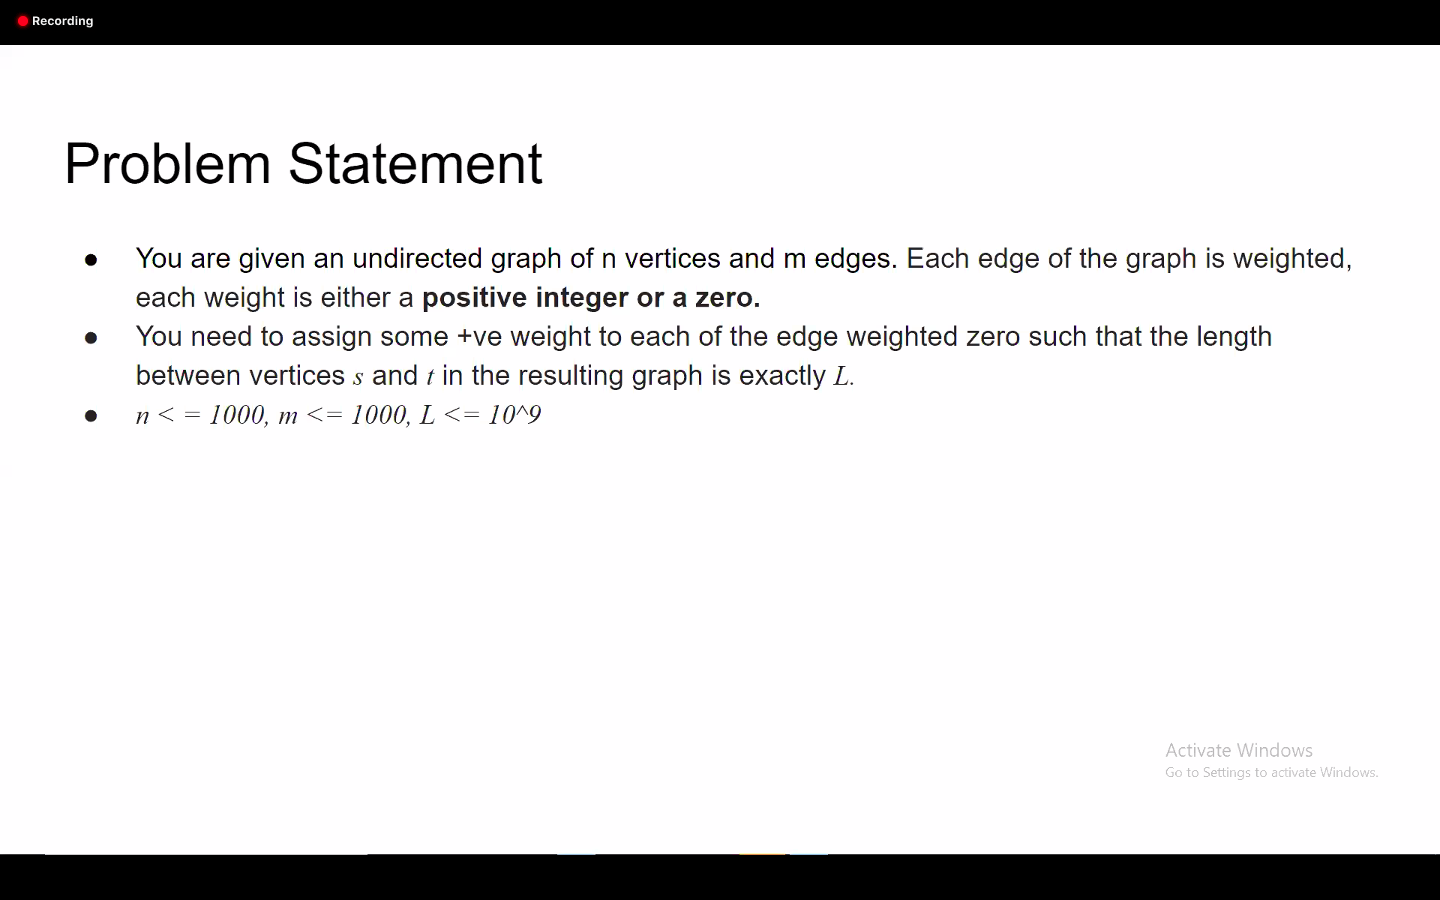 Recording
Problem Statement
● You are given an undirected graph of n vertices and m edges. Each edge of the graph is weighted,
each weight is either a positive integer or a zero.
● You need to assign some +ve weight to each of the edge weighted zero such that the length
between vertices s and t in the resulting graph is exactly L.
● n < = 1000, m <= 1000, L <= 10^9
Activate Windows
Go to Settings to activate Windows.